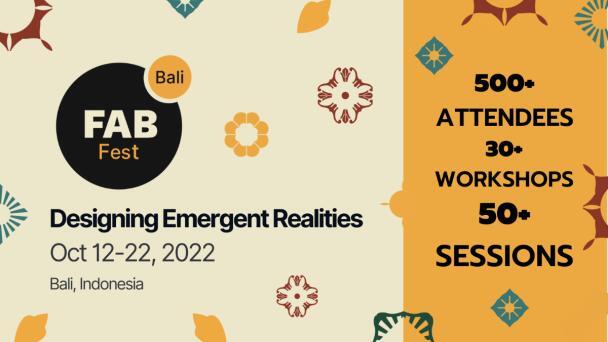 Bali
FAB
Fest
Designing Emergent Realities
Oct 12-22, 2022
Bali, Indonesia
500+
ATTENDEES
30+
WORKSHOPS
50+
SESSIONS